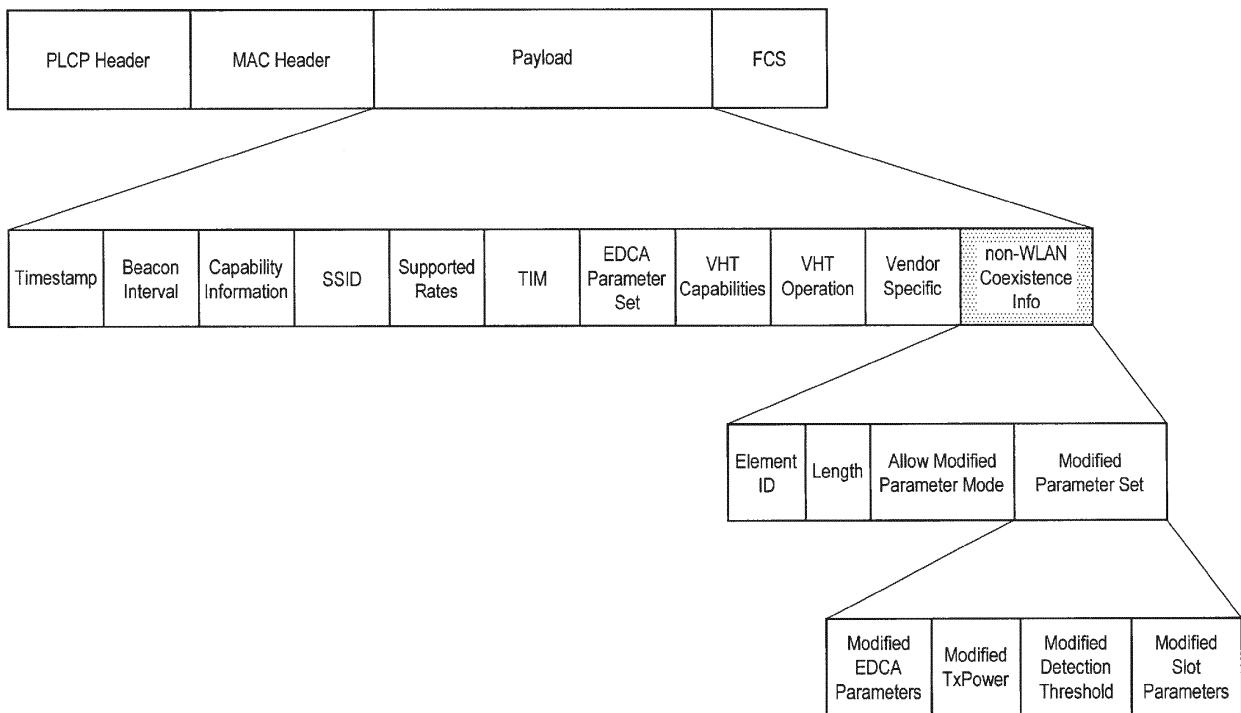 PLCP Header
MAC Header
Payload
FCS
Timestamp
Beacon
Interval
Capability
Information
SSID
Supported
Rates
TIM
EDCA
Parameter
Set
VHT
Capabilities
VHT
Operation
Vendor
Specific
non-WLAN
Coexistence
Info
Element
ID
Length
Allow Modified
Parameter Mode
Modified
Parameter Set
Modified
EDCA
Parameters
Modified
TxPower
Modified
Detection
Threshold
Modified
Slot
Parameters